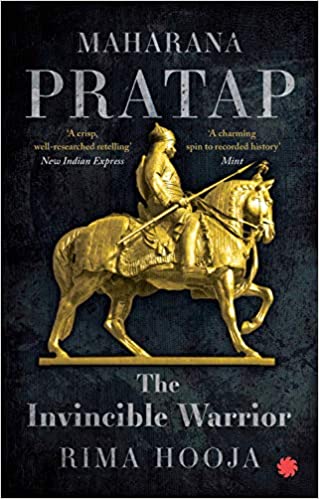 MAHARANA
PRATAP
'A crisp,
well-researched retelling'
New Indian Express
'A charming
spin to recorded history'
Mint
The
Invincible Warrior
RIMA HOOJA